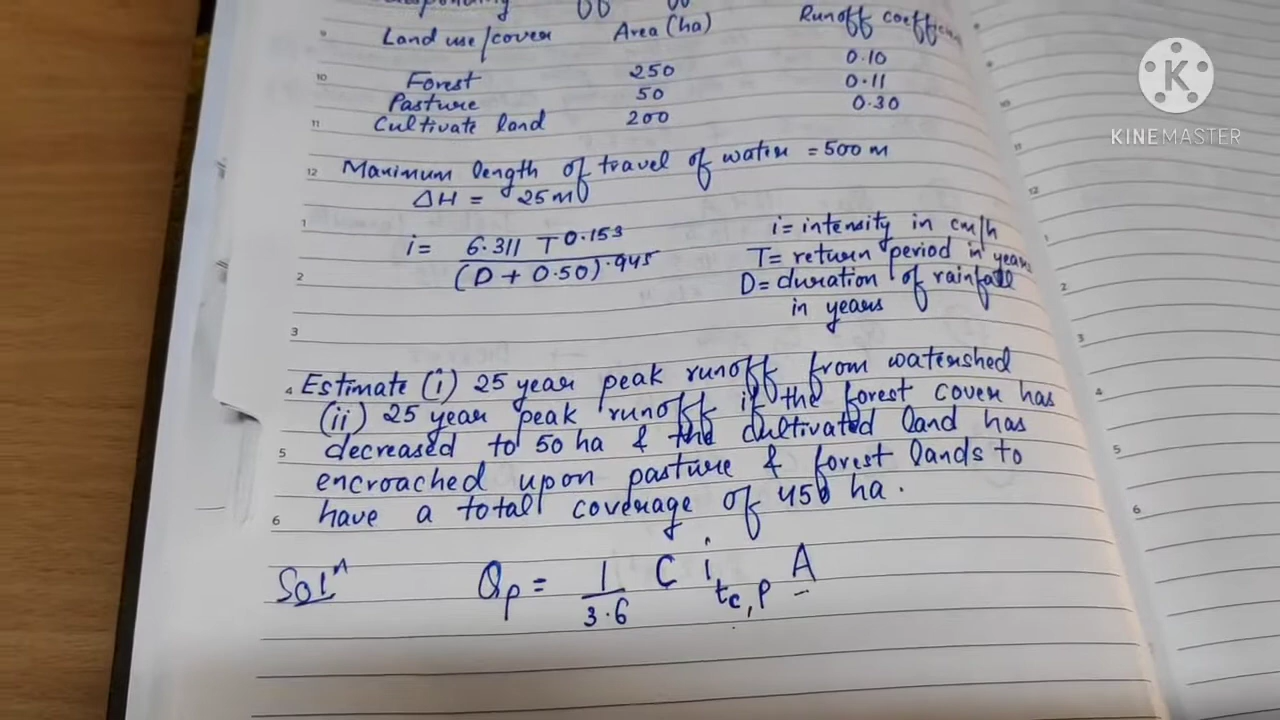 Land use/cover Area (ha) Runoff
Forest 250 0.10
Pasture 50 0.11
Cultivate land 200 0.30
Maximum length of travel of water = 500 m
ΔH = 25 m
i = 6.311 T^0.153 / (D + 0.50)^.945
i = intensity in cm/h
T = return period in years
D = duration of rainfall
in years
Estimate (i) 25 year peak runoff from watershed
(ii) 25 year peak runoff if the forest cover has
decreased to 50 ha & the cultivated land has
encroached upon pasture & forest lands to
have a total coverage of 450 ha.
Solⁿ Qp = 1/3.6 C i tc,p A
K
KINEMASTER